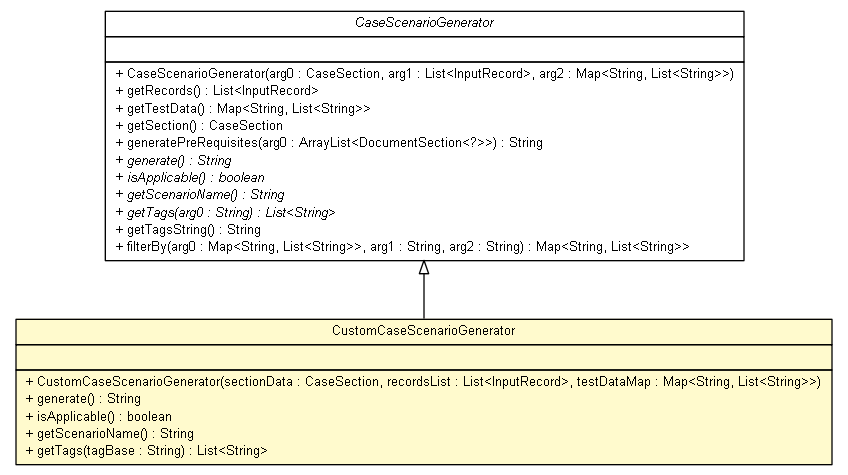 CaseScenarioGenerator
+ CaseScenarioGenerator(arg0 : CaseSection, arg1 : List<InputRecord>, arg2 : Map<String, List<String>>)
+ getRecords() : List<InputRecord>
+ getTestData() : Map<String, List<String>>
+ getSection() : CaseSection
+ generatePreRequisites(arg0 : ArrayList<DocumentSection<?>>) : String
+ generate() : String
+ isApplicable() : boolean
+ getScenarioName() : String
+ getTags(arg0 : String) : List<String>
+ getTagsString() : String
+ filterBy(arg0 : Map<String, List<String>>, arg1 : String, arg2 : String) : Map<String, List<String>>
CustomCaseScenarioGenerator
+ CustomCaseScenarioGenerator(sectionData : CaseSection, recordsList : List<InputRecord>, testDataMap : Map<String, List<String>>)
+ generate() : String
+ isApplicable() : boolean
+ getScenarioName() : String
+ getTags(tagBase : String) : List<String>